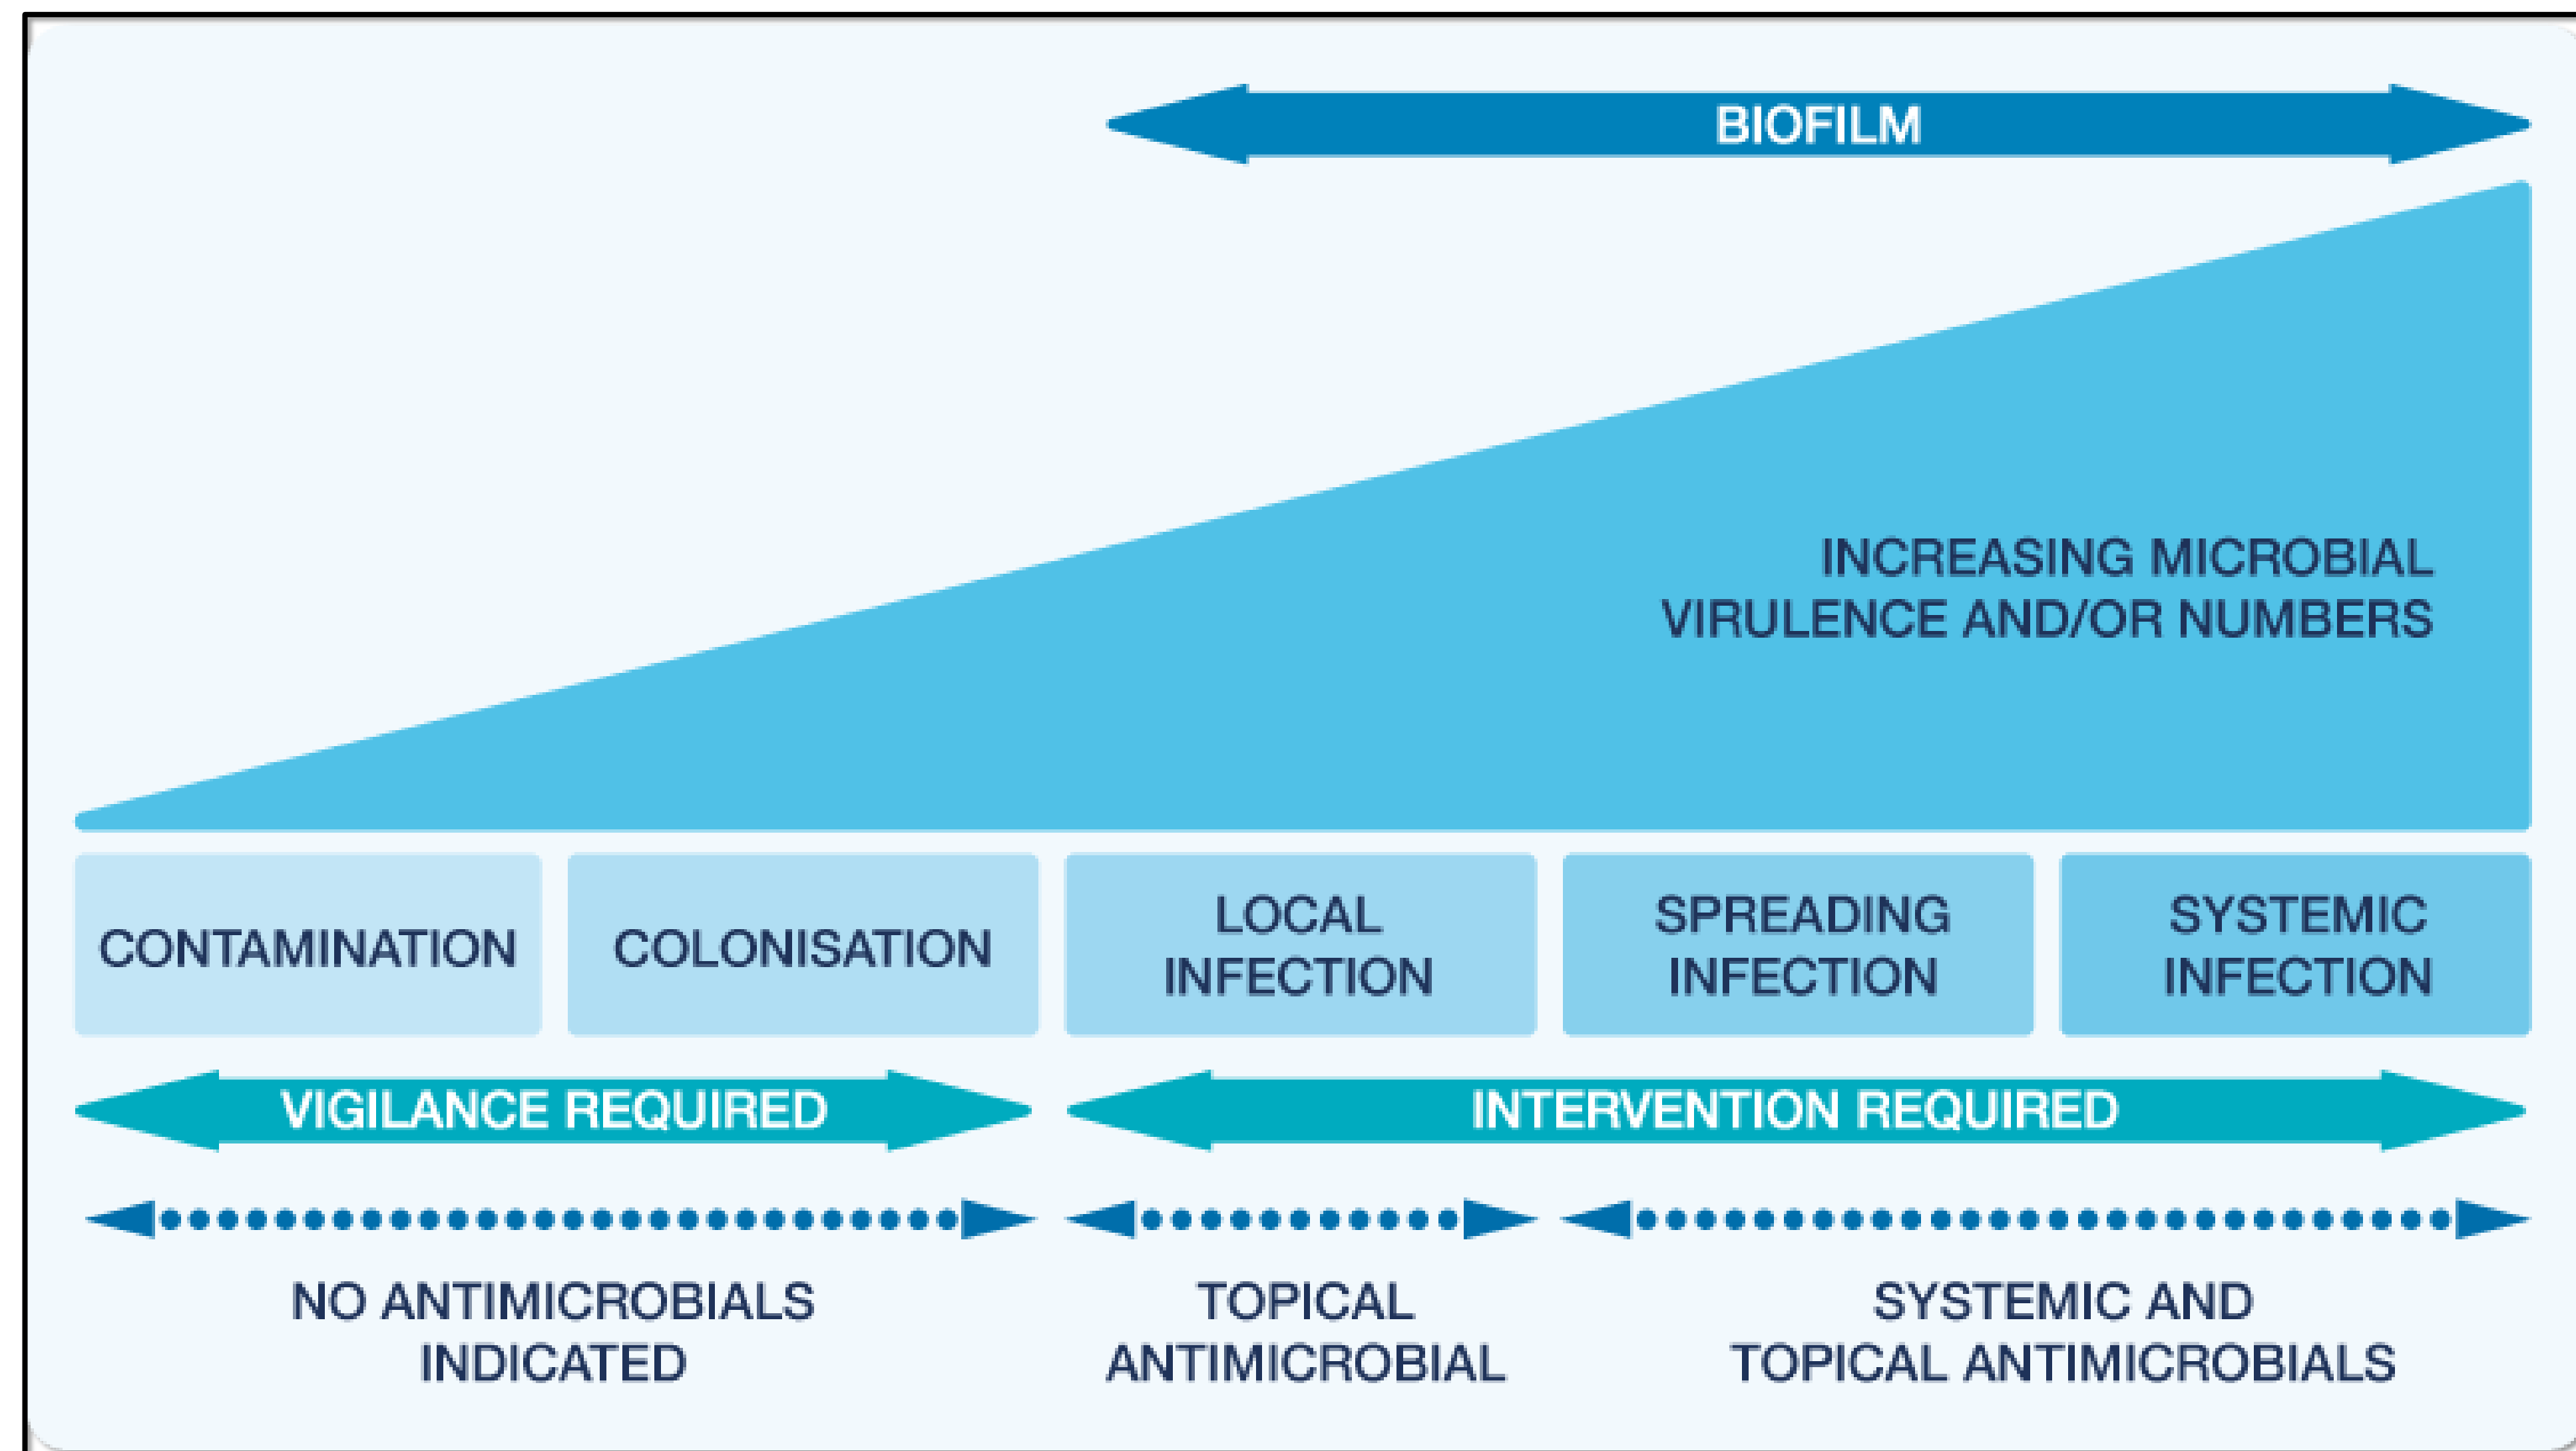 BIOFILM
INCREASING MICROBIAL
VIRULENCE AND/OR NUMBERS
CONTAMINATION
COLONISATION
LOCAL
INFECTION
SPREADING
INFECTION
SYSTEMIC
INFECTION
VIGILANCE REQUIRED
INTERVENTION REQUIRED
NO ANTIMICROBIALS
INDICATED
TOPICAL
ANTIMICROBIAL
SYSTEMIC AND
TOPICAL ANTIMICROBIALS